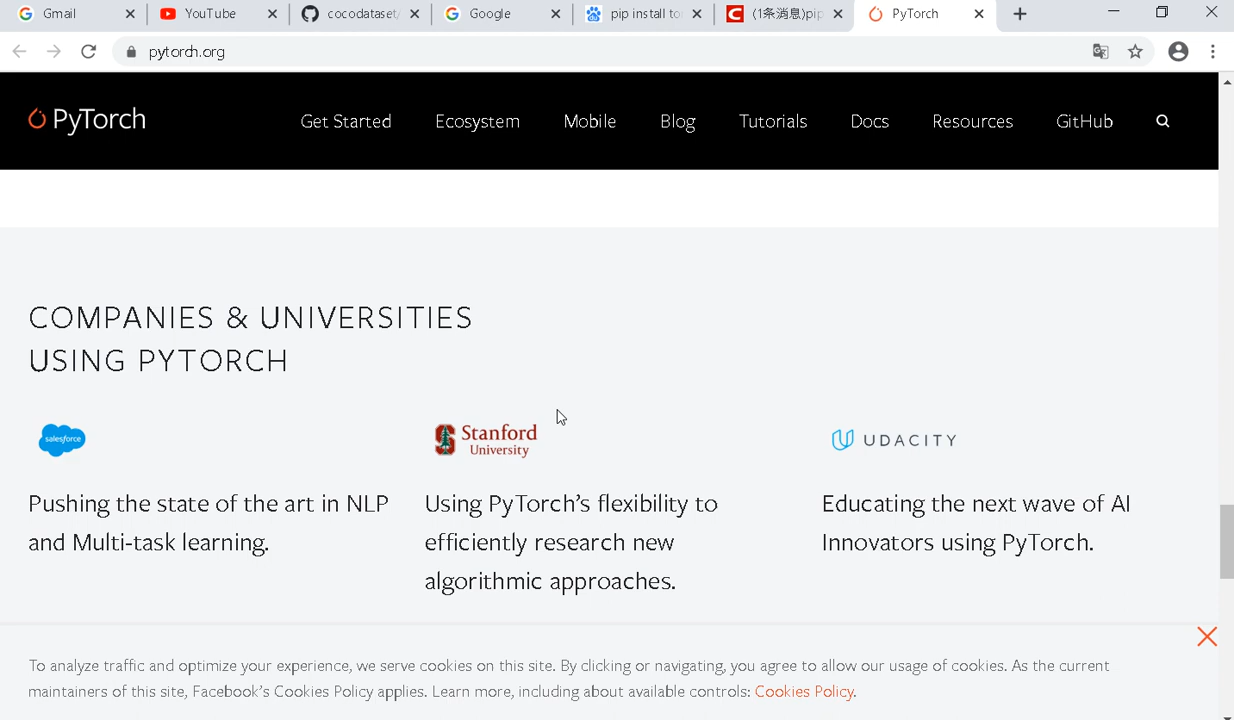 Gmail
YouTube
cocodataset/
Google
pip install to
(1条消息)pip
PyTorch
pytorch.org
PyTorch
Get Started
Ecosystem
Mobile
Blog
Tutorials
Docs
Resources
GitHub
COMPANIES & UNIVERSITIES
USING PYTORCH
salesforce
Pushing the state of the art in NLP
and Multi-task learning.
Stanford
University
Using PyTorch's flexibility to
efficiently research new
algorithmic approaches.
UDACITY
Educating the next wave of AI
Innovators using PyTorch.
To analyze traffic and optimize your experience, we serve cookies on this site. By clicking or navigating, you agree to allow our usage of cookies. As the current
maintainers of this site, Facebook's Cookies Policy applies. Learn more, including about available controls: Cookies Policy.